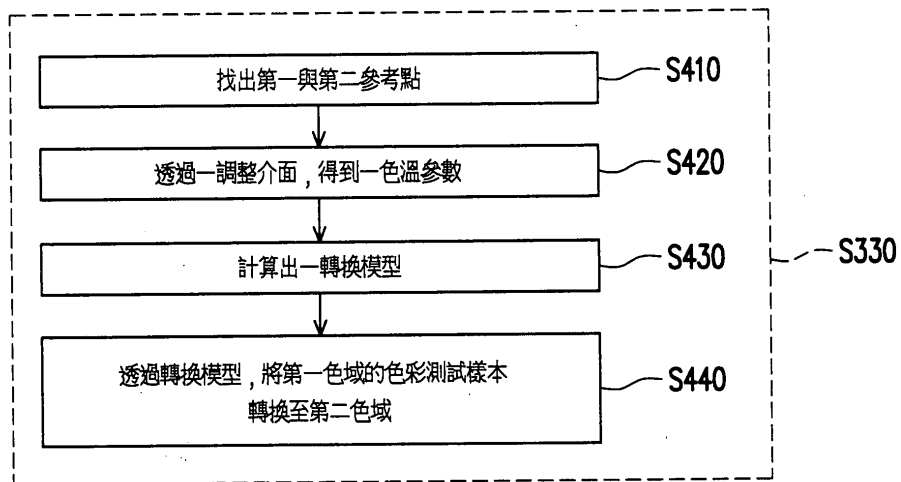 找出第一與第二參考點
S410
透過一調整介面,得到一色溫參數
S420
計算出一轉換模型
S430
S330
透過轉換模型,將第一色域的色彩測試樣本
轉換至第二色域
S440